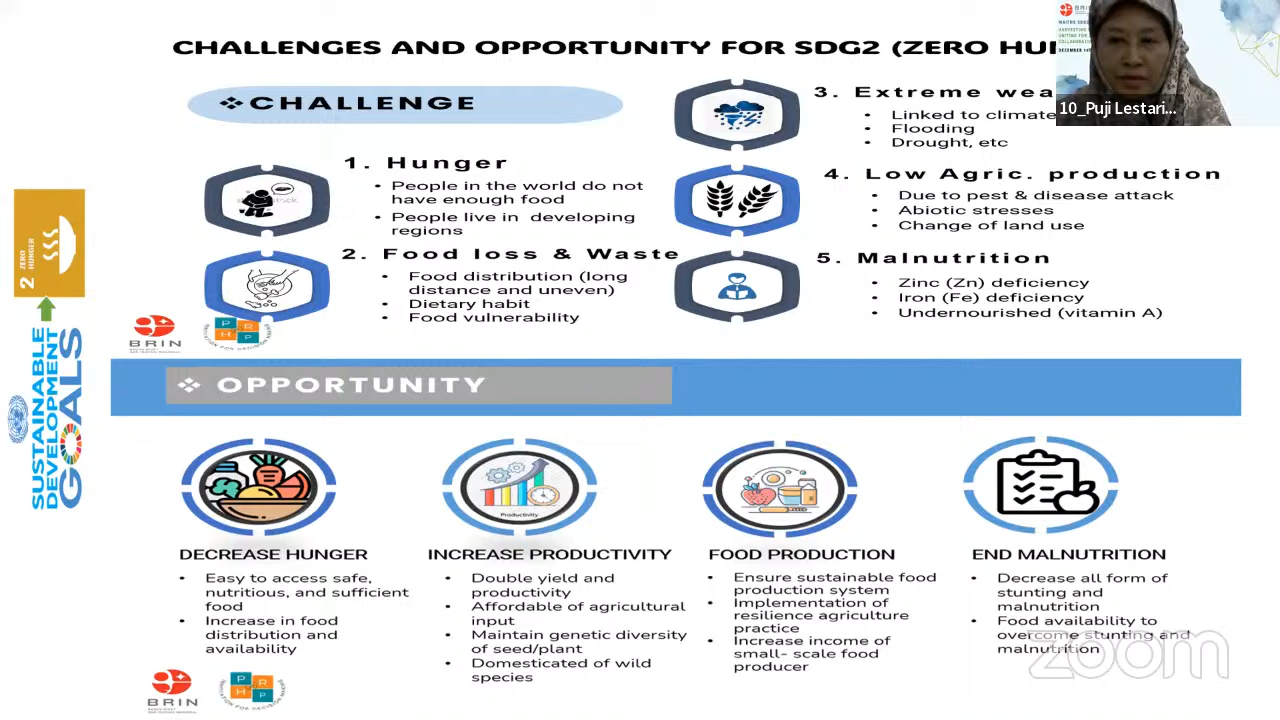 CHALLENGES AND OPPORTUNITY FOR SDG2 (ZERO HUN
❖CHALLENGE
1. Hunger
• People in the world do not
have enough food
• People live in developing
regions
2. Food loss & Waste
• Food distribution (long
distance and uneven)
• Dietary habit
• Food vulnerability
3. Extreme wea
• Linked to climate
• Flooding
• Drought, etc
4. Low Agric. production
• Due to pest & disease attack
• Abiotic stresses
• Change of land use
5. Malnutrition
• Zinc (Zn) deficiency
• Iron (Fe) deficiency
• Undernourished (vitamin A)
BRIN
10_Puji Lestari...
2 ZERO
HUNGER
SUSTAINABLE
DEVELOPMENT
GOALS
BRIN
P
R
H
P
❖ OPPORTUNITY
Productivity
DECREASE HUNGER
• Easy to access safe,
nutritious, and sufficient
food
• Increase in food
distribution and
availability
INCREASE PRODUCTIVITY
• Double yield and
productivity
• Affordable of agricultural
input
• Maintain genetic diversity
of seed/plant
• Domesticated of wild
species
FOOD PRODUCTION
• Ensure sustainable food
production system
• Implementation of
resilience agriculture
practice
• Increase income of
small- scale food
producer
END MALNUTRITION
• Decrease all form of
stunting and
malnutrition
• Food availability to
overcome stunting and
malnutrition
zoom
BRIN
P
R
H
P